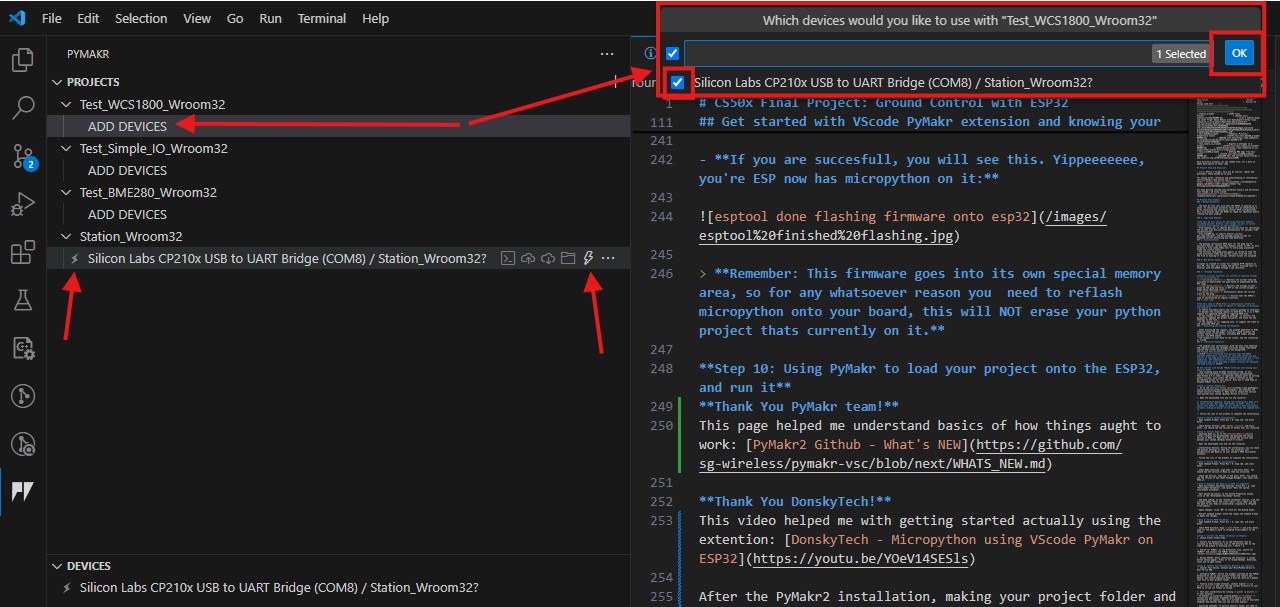 File Edit Selection View Go Run Terminal Help
Which devices would you like to use with "Test_WCS1800_Wroom32"
1 Selected
OK
Silicon Labs CP210x USB to UART Bridge (COM8) / Station_Wroom32?
PYMAKR
PROJECTS
Test_WCS1800_Wroom32
ADD DEVICES
Test_Simple_IO_Wroom32
ADD DEVICES
Test_BME280_Wroom32
ADD DEVICES
Station_Wroom32
Silicon Labs CP210x USB to UART Bridge (COM8) / Station_Wroom32?
2
DEVICES
Silicon Labs CP210x USB to UART Bridge (COM8) / Station_Wroom32?
1 # CS50x Final Project: Ground Control with ESP32
111 ## Get started with VScode PyMakr extension and knowing your
241
242 - **If you are succesfull, you will see this. Yippeeeeeee,
you're ESP now has micropython on it:**
243
244 ![esptool done flashing firmware onto esp32](/images/
esptool%20finished%20flashing.jpg)
245
246 > **Remember: This firmware goes into its own special memory
area, so for any whatsoever reason you  need to reflash
micropython onto your board, this will NOT erase your python
project thats currently on it.**
247
248 **Step 10: Using PyMakr to load your project onto the ESP32,
and run it**
249 **Thank You PyMakr team!**
250 This page helped me understand basics of how things aught to
work: [PyMakr2 Github - What's NEW](https://github.com/
sg-wireless/pymakr-vsc/blob/next/WHATS_NEW.md)
251
252 **Thank You DonskyTech!**
253 This video helped me with getting started actually using the
extention: [DonskyTech - Micropython using VScode PyMakr on
ESP32](https://youtu.be/YOeV14SESls)
254
255 After the PyMakr2 installation, making your project folder and